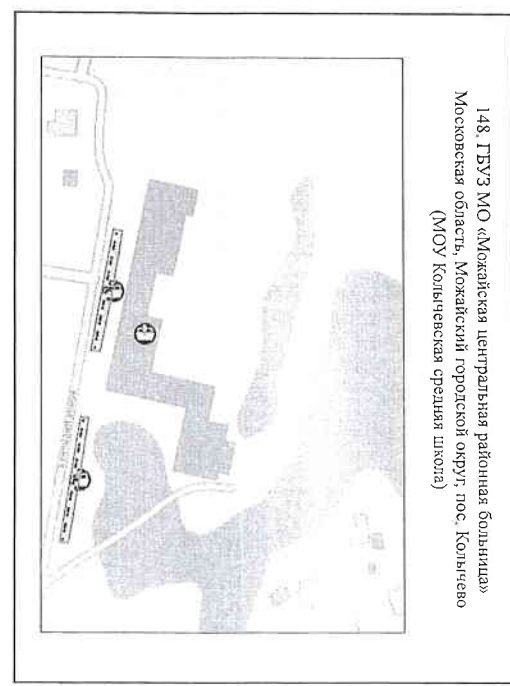 148. ГБУЗ МО «Можайская центральная районная больница»
Московская область, Можайский городской округ, пос. Колычево
(МОУ Колычевская средняя школа)